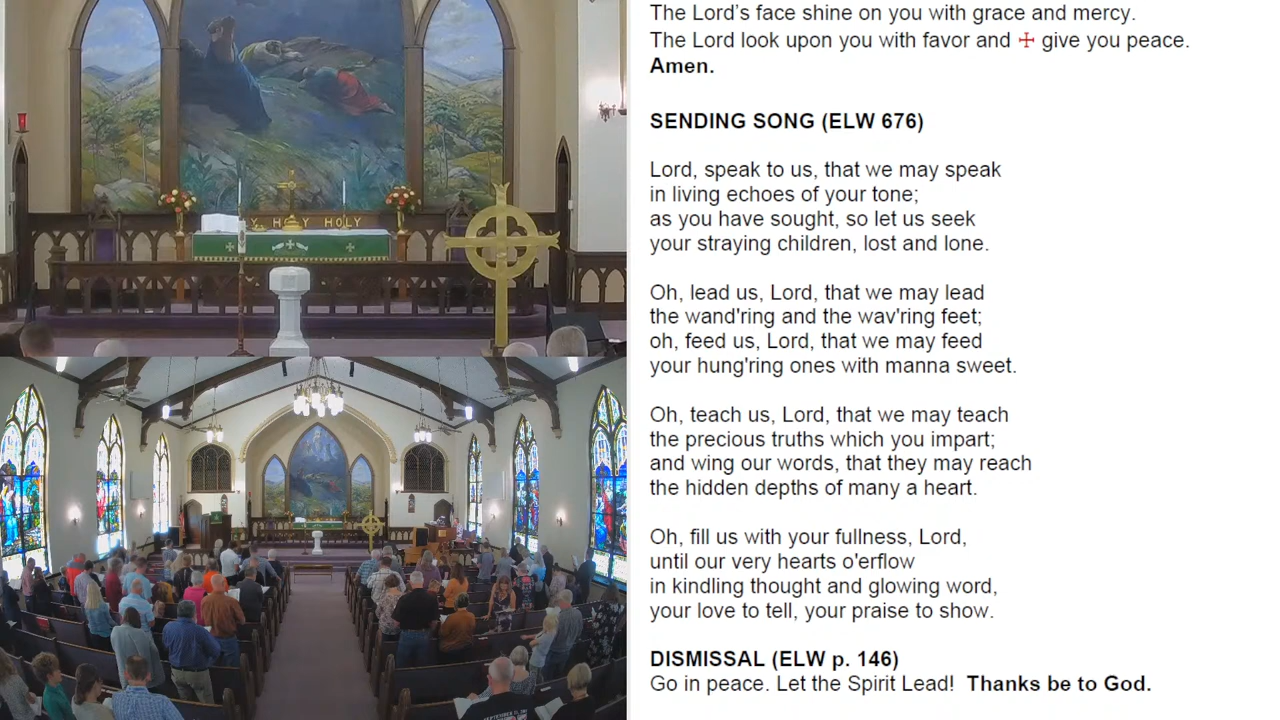 The Lord's face shine on you with grace and mercy.
The Lord look upon you with favor and ☩ give you peace.
Amen.
SENDING SONG (ELW 676)
Lord, speak to us, that we may speak
in living echoes of your tone;
as you have sought, so let us seek
your straying children, lost and lone.
Oh, lead us, Lord, that we may lead
the wand'ring and the wav'ring feet;
oh, feed us, Lord, that we may feed
your hung'ring ones with manna sweet.
Oh, teach us, Lord, that we may teach
the precious truths which you impart;
and wing our words, that they may reach
the hidden depths of many a heart.
Oh, fill us with your fullness, Lord,
until our very hearts o'erflow
in kindling thought and glowing word,
your love to tell, your praise to show.
DISMISSAL (ELW p. 146)
Go in peace. Let the Spirit Lead! Thanks be to God.
Y HOLY HOLY